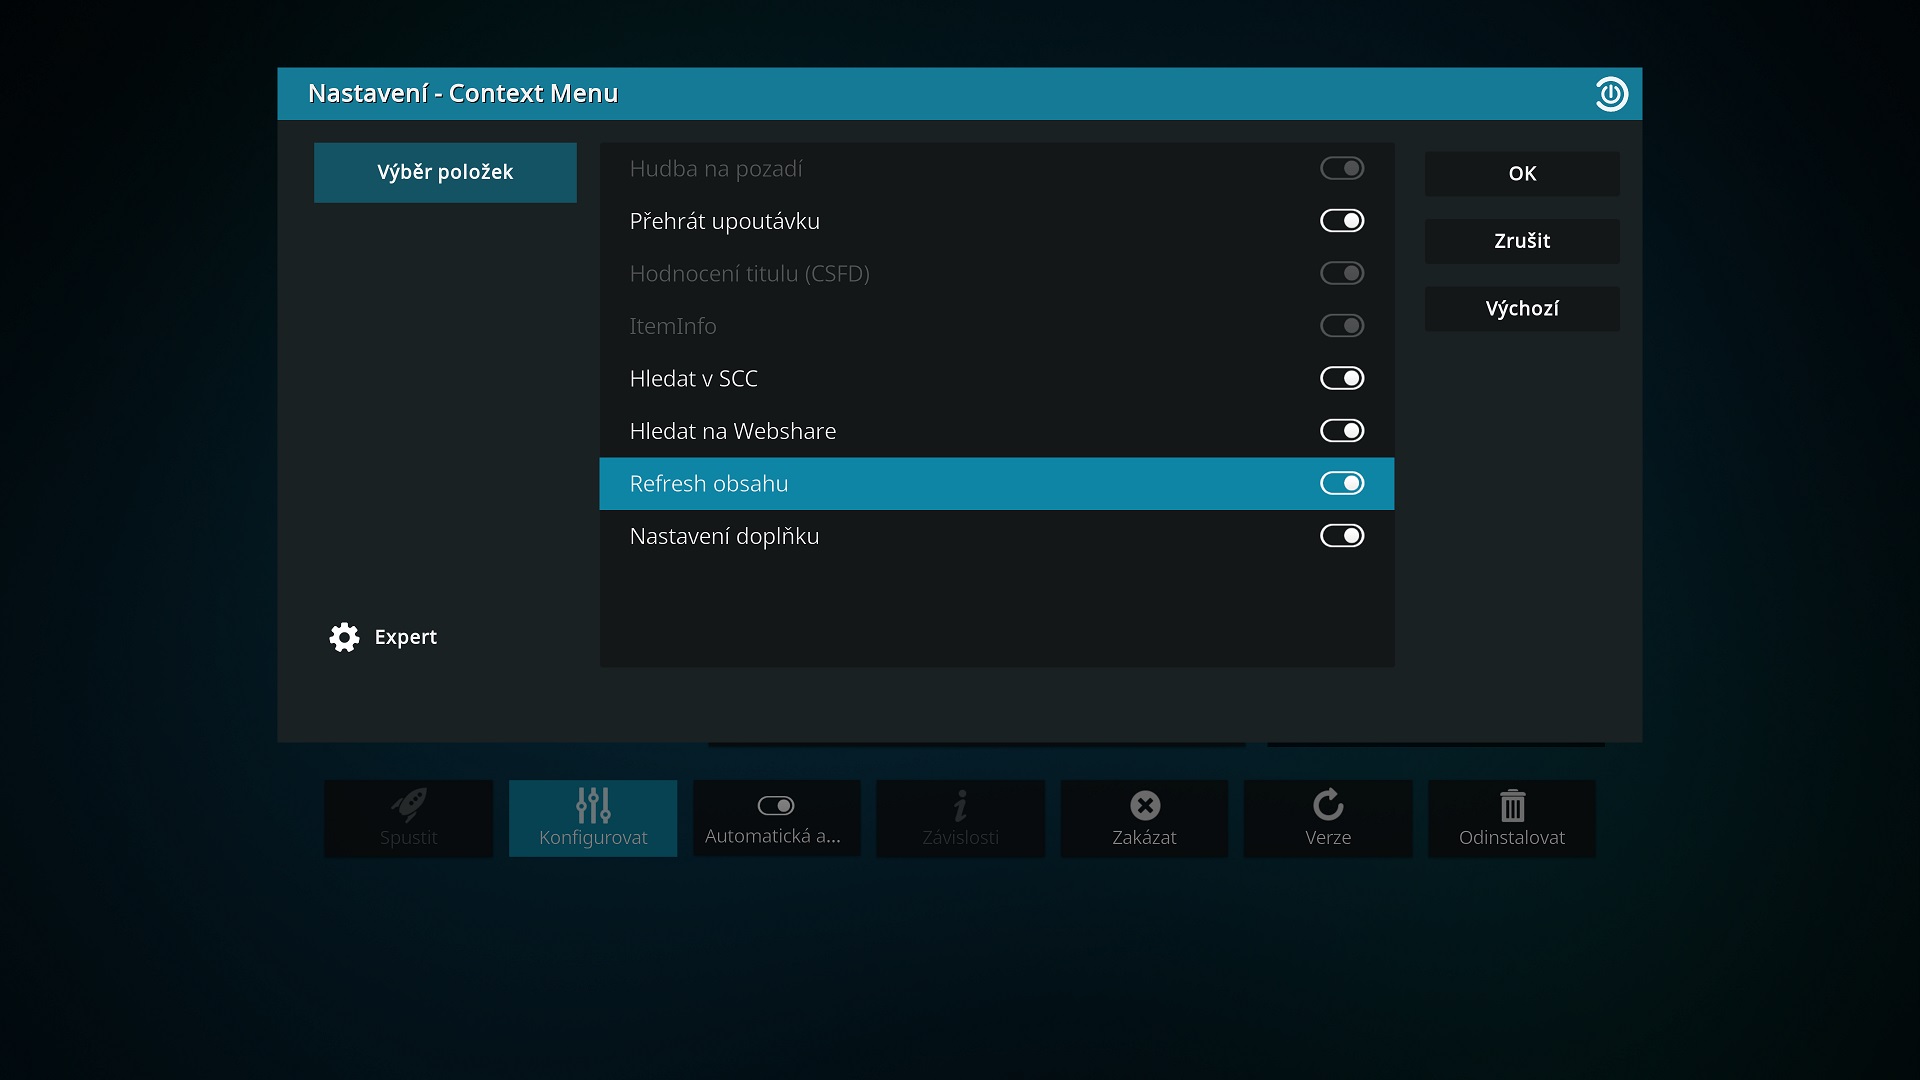 Nastavení - Context Menu
Výběr položek
Hudba na pozadí
Přehrát upoutávku
Hodnocení titulu (CSFD)
ItemInfo
Hledat v SCC
Hledat na Webshare
Refresh obsahu
Nastavení doplňku
OK
Zrušit
Výchozí
Expert
Spustit
Konfigurovat
Automatická a...
Závislosti
Zakázat
Verze
Odinstalovat